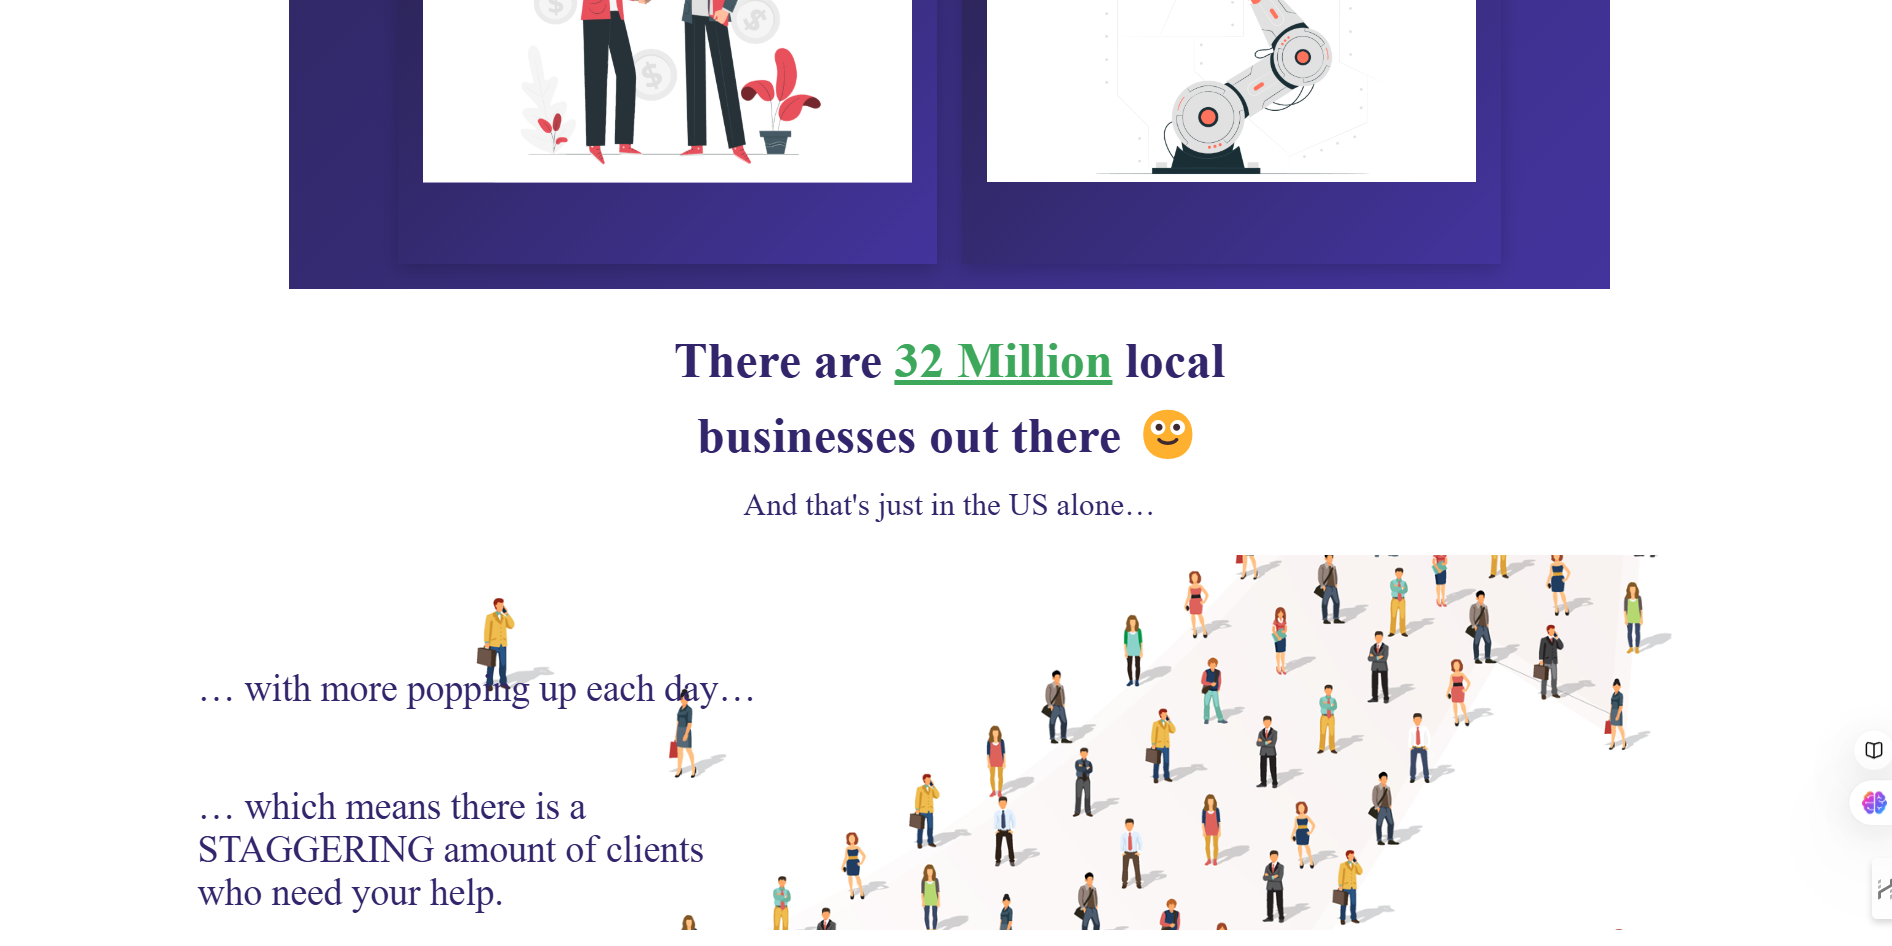 There are 32 Million local
businesses out there
And that's just in the US alone…
… with more popping up each day…
… which means there is a
STAGGERING amount of clients
who need your help.